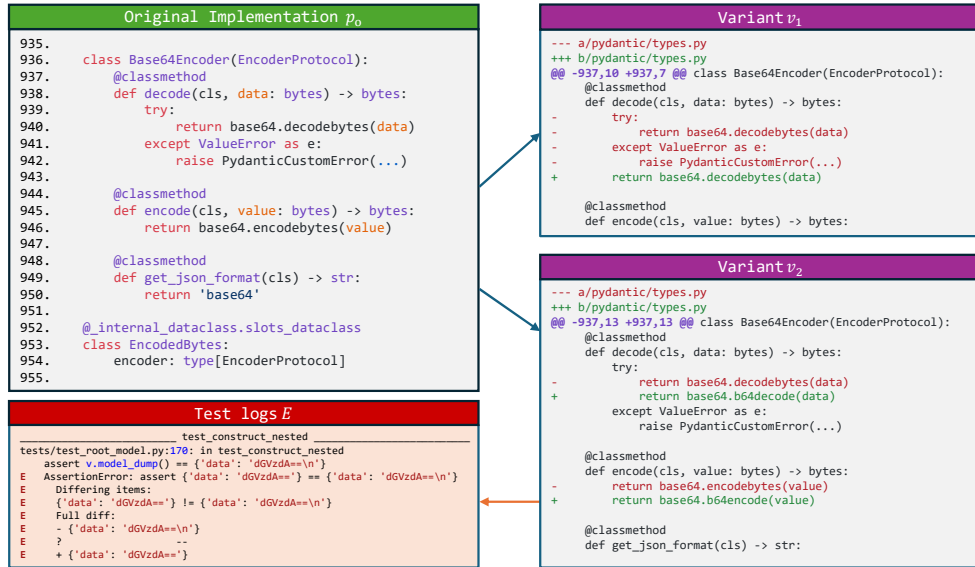 Original Implementation pₒ
935.
936. class Base64Encoder(EncoderProtocol):
937. @classmethod
938. def decode(cls, data: bytes) -> bytes:
939. try:
940. return base64.decodebytes(data)
941. except ValueError as e:
942. raise PydanticCustomError(...)
943.
944. @classmethod
945. def encode(cls, value: bytes) -> bytes:
946. return base64.encodebytes(value)
947.
948. @classmethod
949. def get_json_format(cls) -> str:
950. return 'base64'
951.
952. @_internal_dataclass.slots_dataclass
953. class EncodedBytes:
954. encoder: type[EncoderProtocol]
955.
Test logs E
________________________ test_construct_nested ________________________
tests/test_root_model.py:170: in test_construct_nested
assert v.model_dump() == {'data': 'dGVzdA==\n'}
E AssertionError: assert {'data': 'dGVzdA=='} == {'data': 'dGVzdA==\n'}
E Differing items:
E {'data': 'dGVzdA=='} != {'data': 'dGVzdA==\n'}
E Full diff:
E - {'data': 'dGVzdA==\n'}
E ? --
E + {'data': 'dGVzdA=='}
Variant v₁
--- a/pydantic/types.py
+++ b/pydantic/types.py
@@ -937,10 +937,7 @@ class Base64Encoder(EncoderProtocol):
@classmethod
def decode(cls, data: bytes) -> bytes:
- try:
- return base64.decodebytes(data)
- except ValueError as e:
- raise PydanticCustomError(...)
+ return base64.decodebytes(data)
@classmethod
def encode(cls, value: bytes) -> bytes:
Variant v₂
--- a/pydantic/types.py
+++ b/pydantic/types.py
@@ -937,13 +937,13 @@ class Base64Encoder(EncoderProtocol):
@classmethod
def decode(cls, data: bytes) -> bytes:
try:
- return base64.decodebytes(data)
+ return base64.b64decode(data)
except ValueError as e:
raise PydanticCustomError(...)
@classmethod
def encode(cls, value: bytes) -> bytes:
- return base64.encodebytes(value)
+ return base64.b64encode(value)
@classmethod
def get_json_format(cls) -> str: